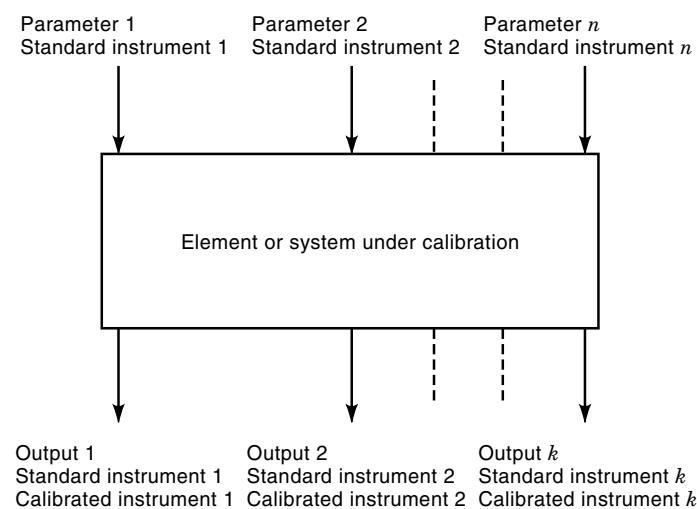 Parameter 1
Standard instrument 1
Parameter 2
Standard instrument 2
Parameter n
Standard instrument n
Element or system under calibration
Output 1
Standard instrument 1
Calibrated instrument 1
Output 2
Standard instrument 2
Calibrated instrument 2
Output k
Standard instrument k
Calibrated instrument k